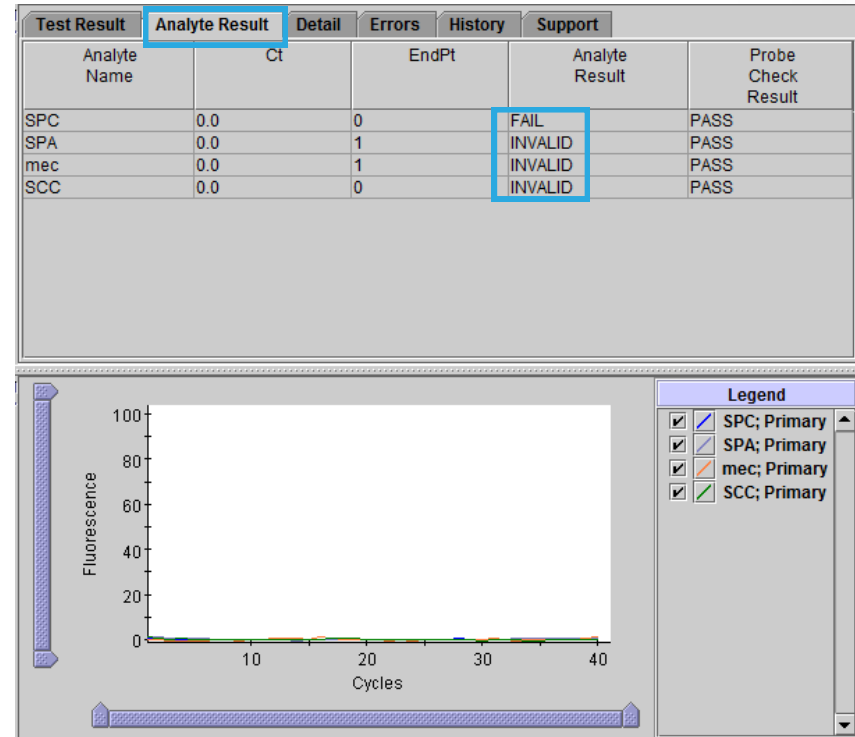 Test Result Analyte Result Detail Errors History Support
Analyte Name Ct EndPt Analyte Result Probe Check Result
SPC 0.0 0 FAIL PASS
SPA 0.0 1 INVALID PASS
mec 0.0 1 INVALID PASS
SCC 0.0 0 INVALID PASS
Legend
SPC; Primary
SPA; Primary
mec; Primary
SCC; Primary
Fluorescence
100
80
60
40
20
0
10 20 30 40
Cycles